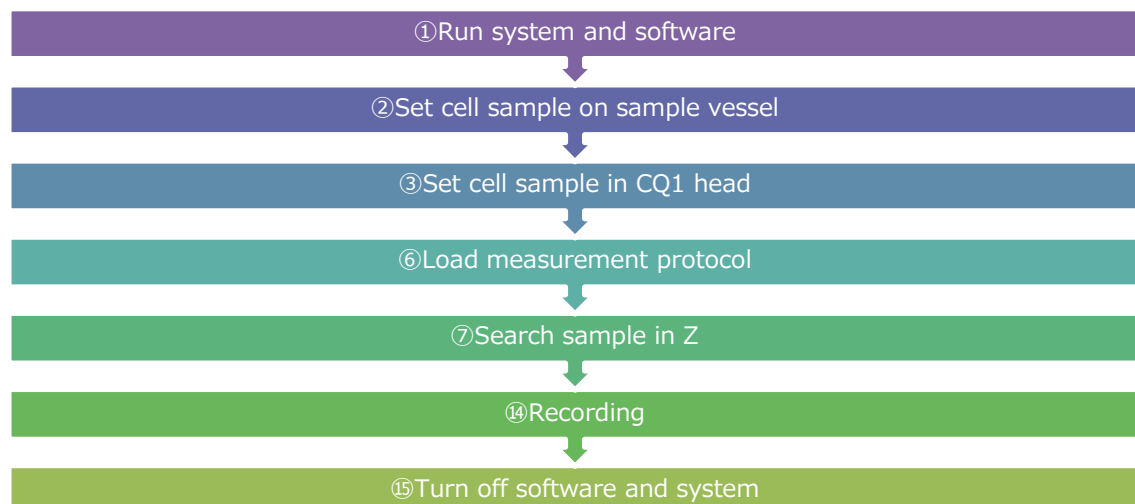 ①Run system and software
②Set cell sample on sample vessel
③Set cell sample in CQ1 head
⑥Load measurement protocol
⑦Search sample in Z
⑭Recording
⑮Turn off software and system